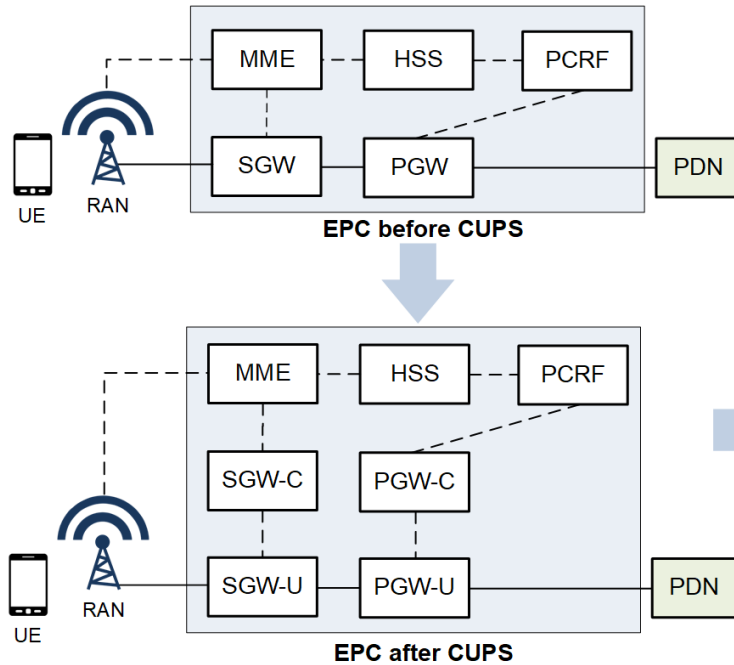 MME
HSS
PCRF
SGW
PGW
PDN
UE
RAN
EPC before CUPS
MME
HSS
PCRF
SGW-C
PGW-C
SGW-U
PGW-U
PDN
RAN
UE
EPC after CUPS